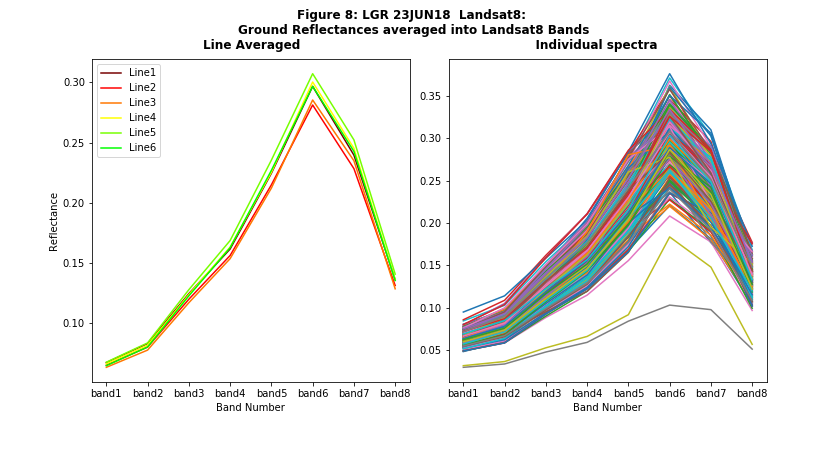 Figure 8: LGR 23JUN18 Landsat8:
Ground Reflectances averaged into Landsat8 Bands
Line Averaged
Individual spectra
Line1
Line2
Line3
Line4
Line5
Line6
0.30
0.25
0.20
0.15
0.10
Reflectance
band1 band2 band3 band4 band5 band6 band7 band8
Band Number
0.35
0.30
0.25
0.20
0.15
0.10
0.05
band1 band2 band3 band4 band5 band6 band7 band8
Band Number